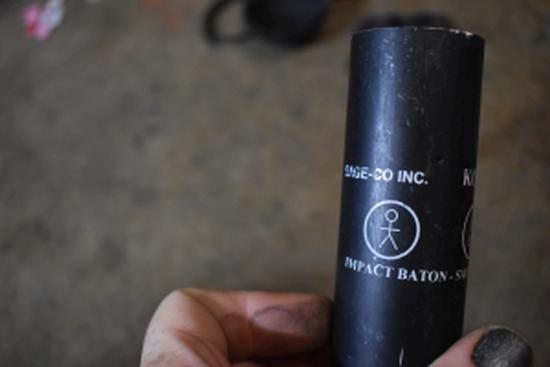 SAGE-CO INC.
IMPACT BATON -